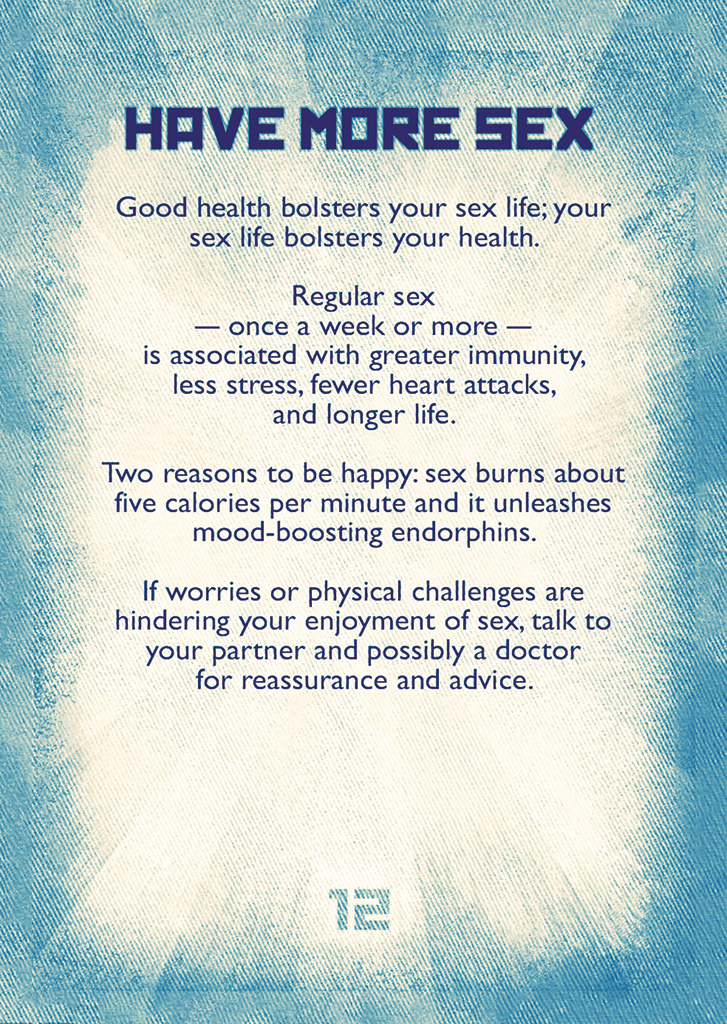 HAVE MORE SEX
Good health bolsters your sex life; your
sex life bolsters your health.
Regular sex
— once a week or more —
is associated with greater immunity,
less stress, fewer heart attacks,
and longer life.
Two reasons to be happy: sex burns about
five calories per minute and it unleashes
mood-boosting endorphins.
If worries or physical challenges are
hindering your enjoyment of sex, talk to
your partner and possibly a doctor
for reassurance and advice.
12